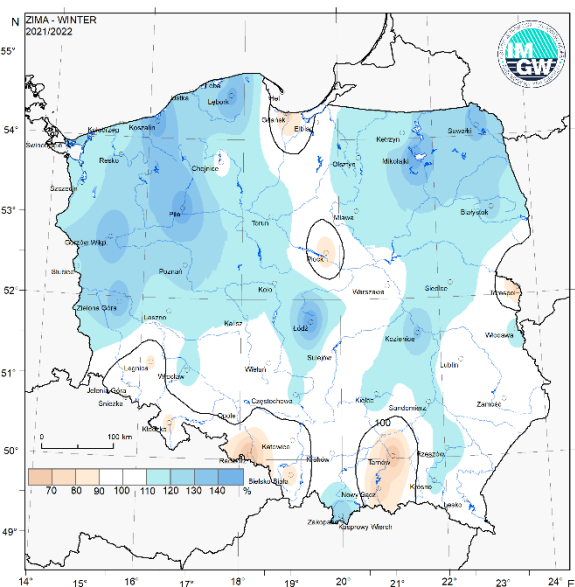 N
ZIMA - WINTER
2021/2022
IM
GW
55°
Łeba
Ustka
Lębork
Hel
Gdańsk
Elbląg
54°
Kołobrzeg
Koszalin
Suwałki
Świnoujście
Kętrzyn
Resko
Chojnice
Olsztyn
Mikołajki
Szczecin
53°
Piła
Toruń
Mława
Białystok
Gorzów Wlkp.
Płock
Słubice
Poznań
52°
Koło
Warszawa
Siedlce
Terespol
Zielona Góra
Leszno
Kalisz
Łódź
Kozienice
Włodawa
Legnica
Wrocław
Wieluń
Sulejów
Lublin
51°
Jelenia Góra
Śnieżka
Częstochowa
Kielce
Sandomierz
Zamość
Opole
Kłodzko
100
0 100 km
50°
Katowice
Racibórz
Kraków
Tarnów
Rzeszów
Bielsko-Biała
Nowy Sącz
Krosno
Lesko
70 80 90 100 110 120 130 140 %
Zakopane
Kasprowy Wierch
49°
14° 15° 16° 17° 18° 19° 20° 21° 22° 23° 24° E